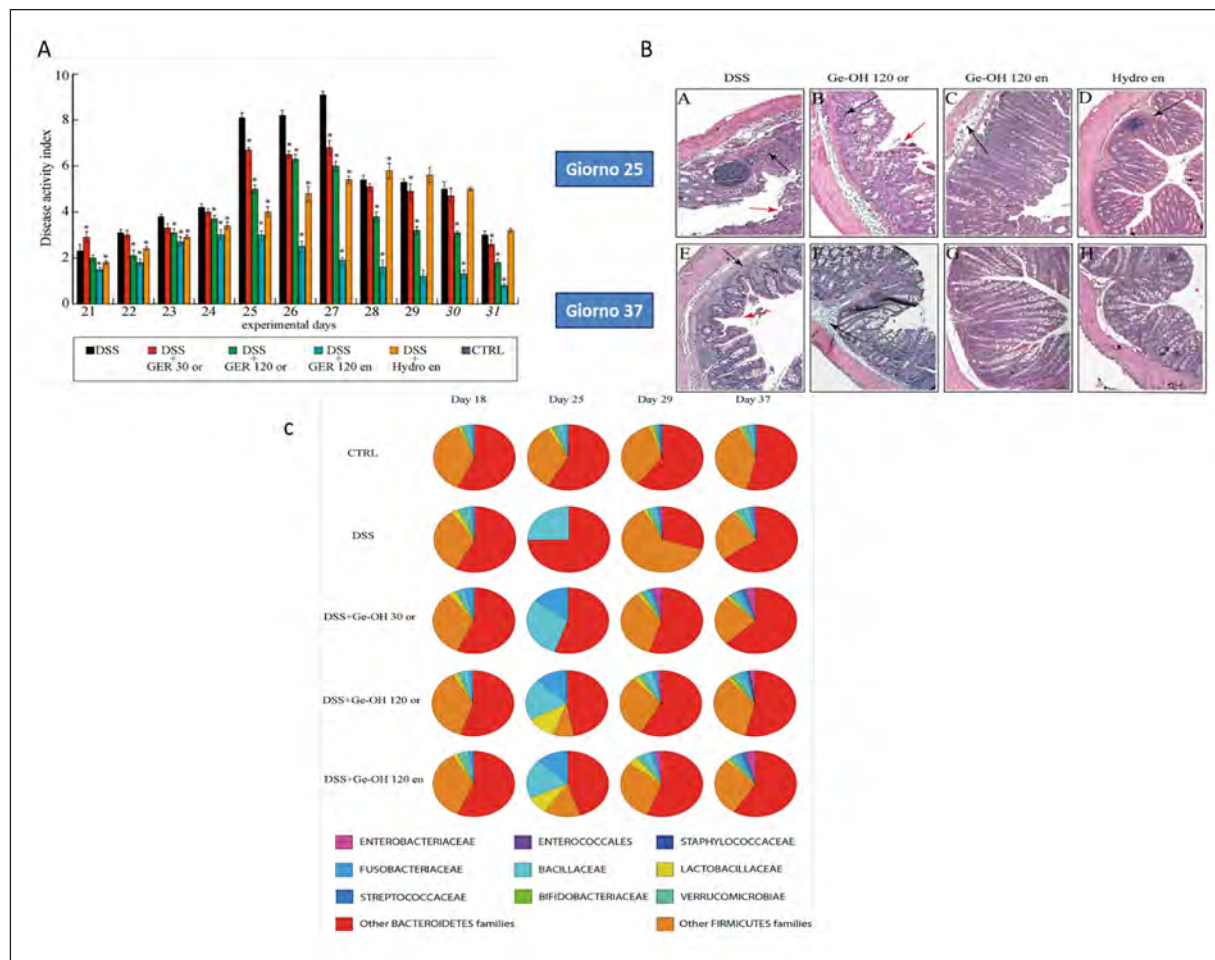 A
10
8
6
4
2
0
Disease activity index
21 22 23 24 25 26 27 28 29 30 31
experimental days
DSS DSS DSS DSS DSS CTRL
+ + + +
GER 30 or GER 120 or GER 120 en Hydro en
B
DSS Ge-OH 120 or Ge-OH 120 en Hydro en
Giorno 25
A B C D
Giorno 37
E F G H
c
Day 18 Day 25 Day 29 Day 37
CTRL
DSS
DSS+Ge-OH 30 or
DSS+Ge-OH 120 or
DSS+Ge-OH 120 en
ENTEROBACTERIACEAE ENTEROCOCCALES STAPHYLOCOCCACEAE
FUSOBACTERIACEAE BACILLACEAE LACTOBACILLACEAE
STREPTOCOCCACEAE BIFIDOBACTERIACEAE VERRUCOMICROBIAE
Other BACTEROIDETES families Other FIRMICUTES families